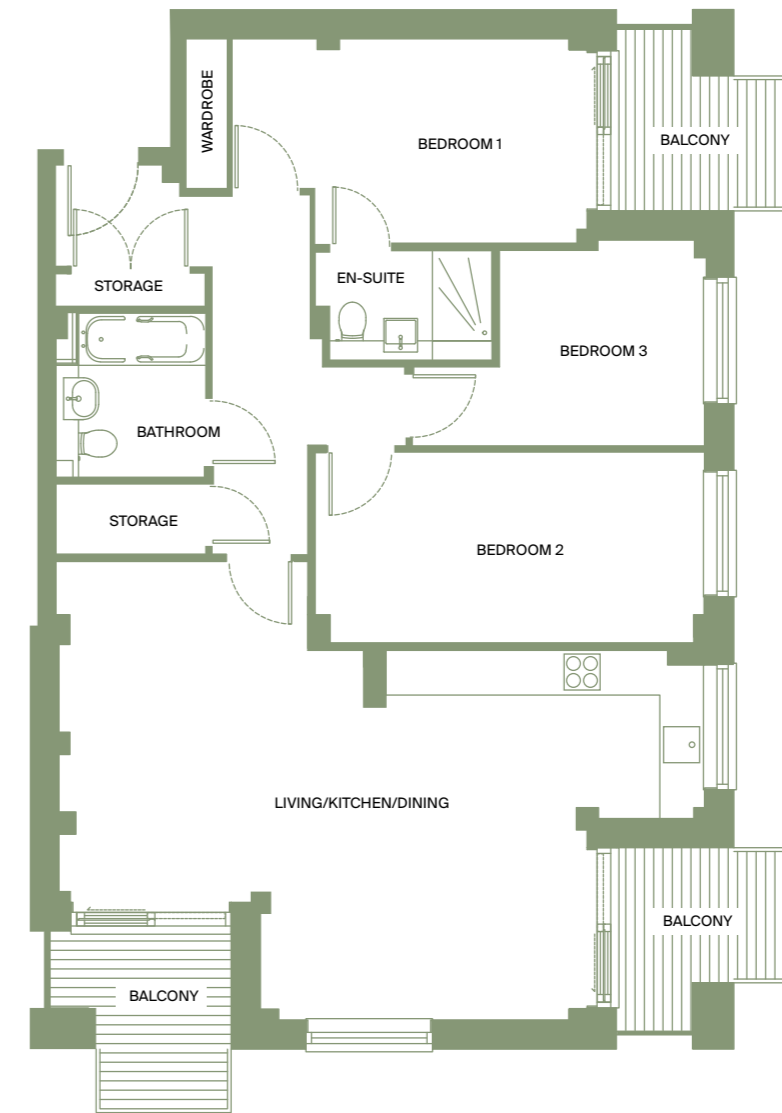 WARDROBE
BEDROOM 1
BALCONY
STORAGE
EN-SUITE
BEDROOM 3
BATHROOM
STORAGE
BEDROOM 2
LIVING/KITCHEN/DINING
BALCONY
BALCONY